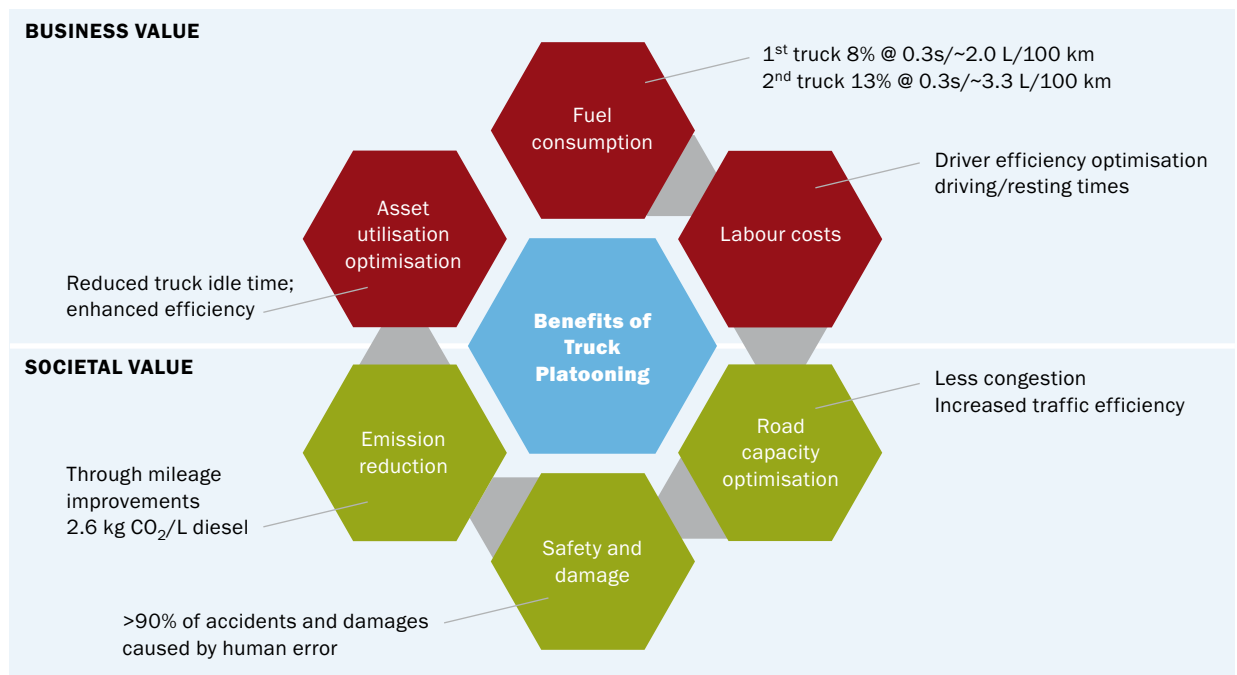 BUSINESS VALUE
1st truck 8% @ 0.3s/~2.0 L/100 km
2nd truck 13% @ 0.3s/~3.3 L/100 km
Fuel
consumption
Driver efficiency optimisation
driving/resting times
Labour costs
Asset
utilisation
optimisation
Reduced truck idle time;
enhanced efficiency
Benefits of
Truck
Platooning
SOCIETAL VALUE
Less congestion
Increased traffic efficiency
Road
capacity
optimisation
Emission
reduction
Through mileage
improvements
2.6 kg CO₂/L diesel
Safety and
damage
>90% of accidents and damages
caused by human error